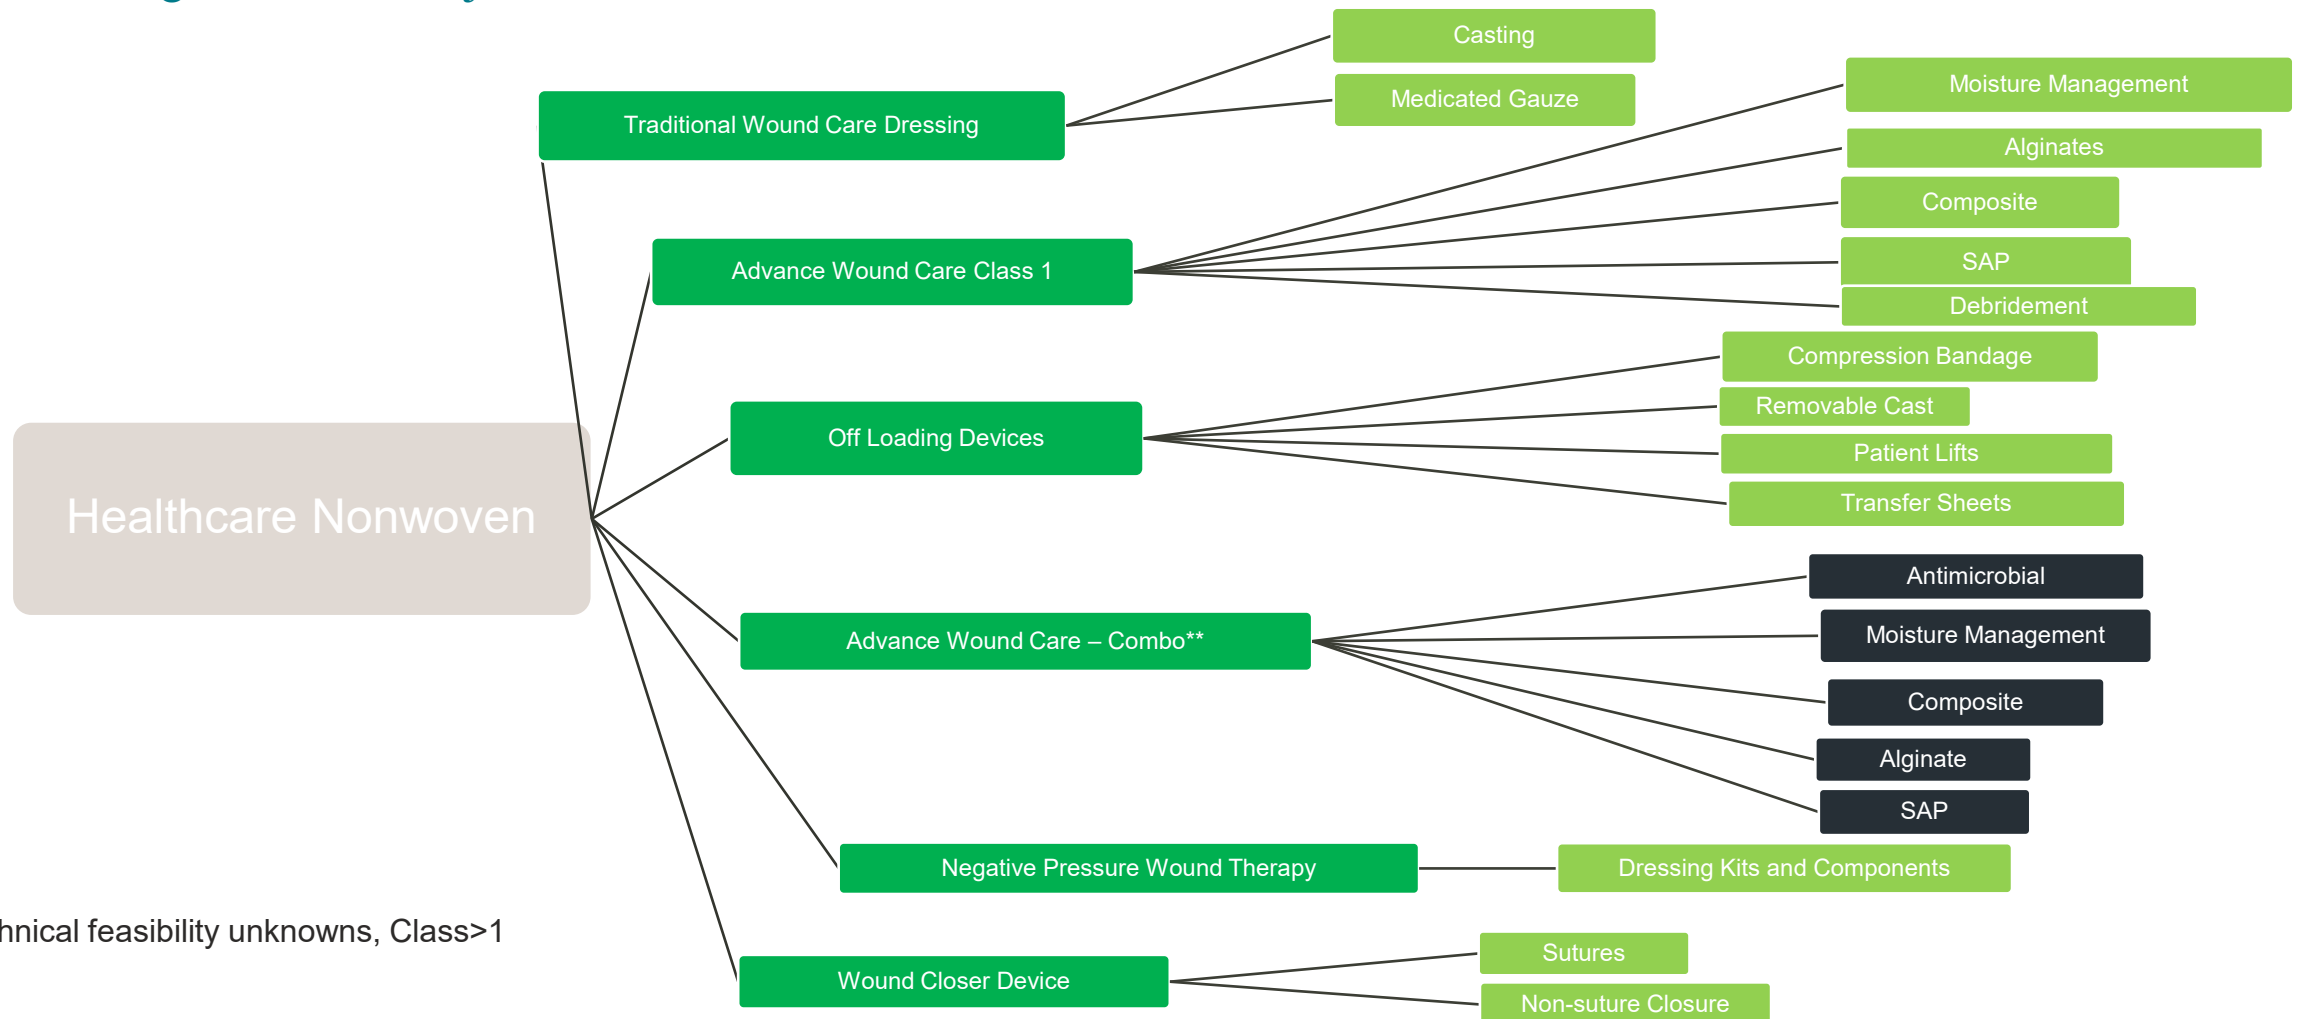 Casting
Medicated Gauze
Traditional Wound Care Dressing
Moisture Management
Alginates
Composite
SAP
Debridement
Advance Wound Care Class 1
Compression Bandage
Removable Cast
Patient Lifts
Transfer Sheets
Off Loading Devices
Healthcare Nonwoven
Antimicrobial
Moisture Management
Composite
Alginate
SAP
Advance Wound Care – Combo**
Negative Pressure Wound Therapy
Dressing Kits and Components
feasibility unknowns, Class>1
Sutures
Non-suture Closure
Wound Closer Device